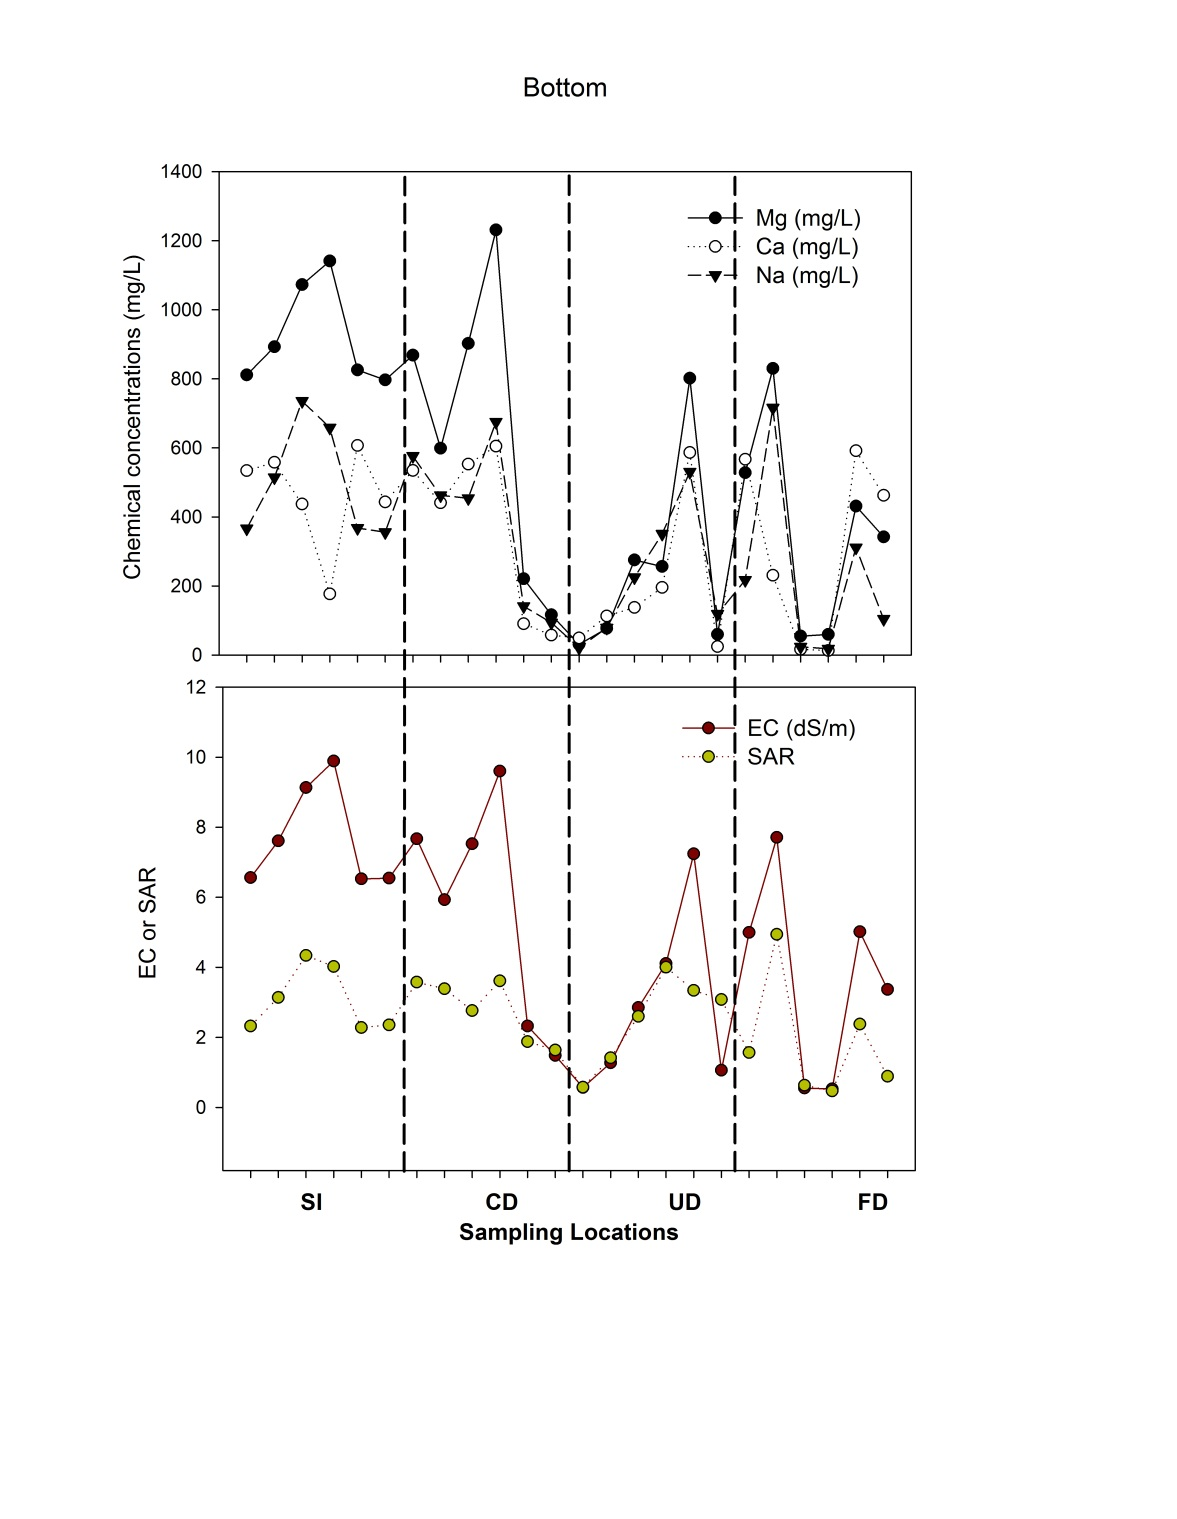 Bottom
1400
1200
1000
800
600
400
200
0
Chemical concentrations (mg/L)
Mg (mg/L)
Ca (mg/L)
Na (mg/L)
12
10
8
6
4
2
0
EC or SAR
EC (dS/m)
SAR
SI CD UD FD
Sampling Locations